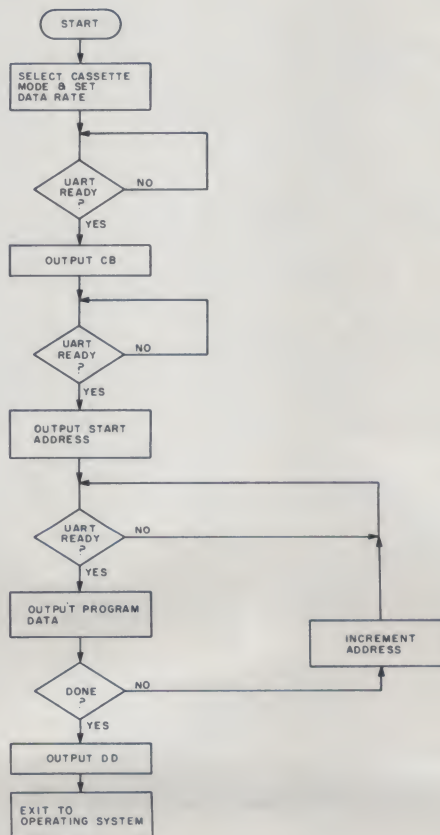 START
SELECT CASSETTE
MODE & SET
DATA RATE
UART
READY
?
NO
YES
OUTPUT CB
UART
READY
?
NO
YES
OUTPUT START
ADDRESS
UART
READY
?
NO
YES
OUTPUT PROGRAM
DATA
INCREMENT
ADDRESS
DONE
?
NO
YES
OUTPUT DD
EXIT TO
OPERATING SYSTEM